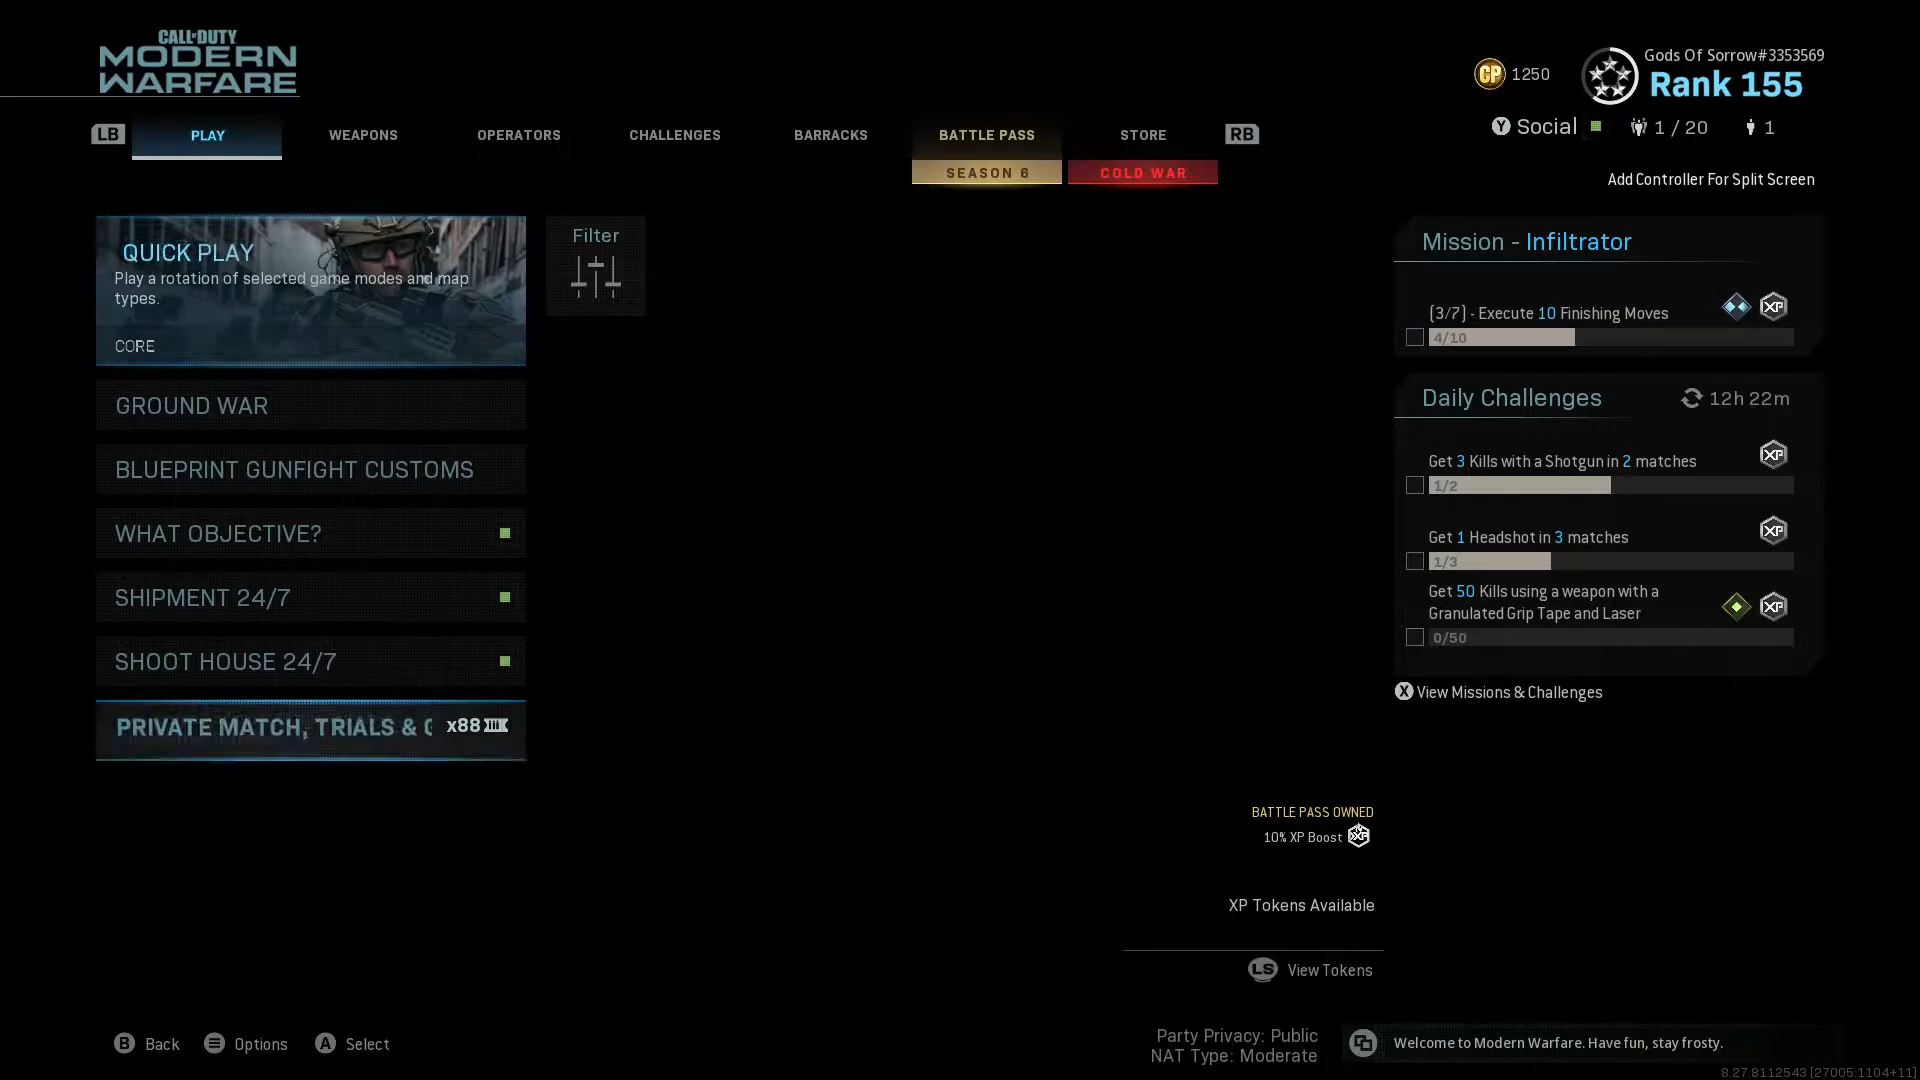 CALL OF DUTY
MODERN
WARFARE
CP 1250
Gods Of Sorrow#3353569
Rank 155
LB
PLAY
WEAPONS
OPERATORS
CHALLENGES
BARRACKS
BATTLE PASS
STORE
RB
Y Social
1 / 20
1
SEASON 6
COLD WAR
Add Controller For Split Screen
QUICK PLAY
Play a rotation of selected game modes and map
types.
CORE
Filter
GROUND WAR
BLUEPRINT GUNFIGHT CUSTOMS
WHAT OBJECTIVE?
SHIPMENT 24/7
SHOOT HOUSE 24/7
PRIVATE MATCH, TRIALS & x88
Mission - Infiltrator
(3/7) - Execute 10 Finishing Moves
XP
4/10
Daily Challenges
12h 22m
Get 3 Kills with a Shotgun in 2 matches
XP
1/2
Get 1 Headshot in 3 matches
XP
1/3
Get 50 Kills using a weapon with a
Granulated Grip Tape and Laser
XP
0/50
X View Missions & Challenges
BATTLE PASS OWNED
10% XP Boost XP
XP Tokens Available
LS View Tokens
B Back
Options
A Select
Party Privacy: Public
NAT Type: Moderate
Welcome to Modern Warfare. Have fun, stay frosty.
8.27.8112543 [27005:1104+11]